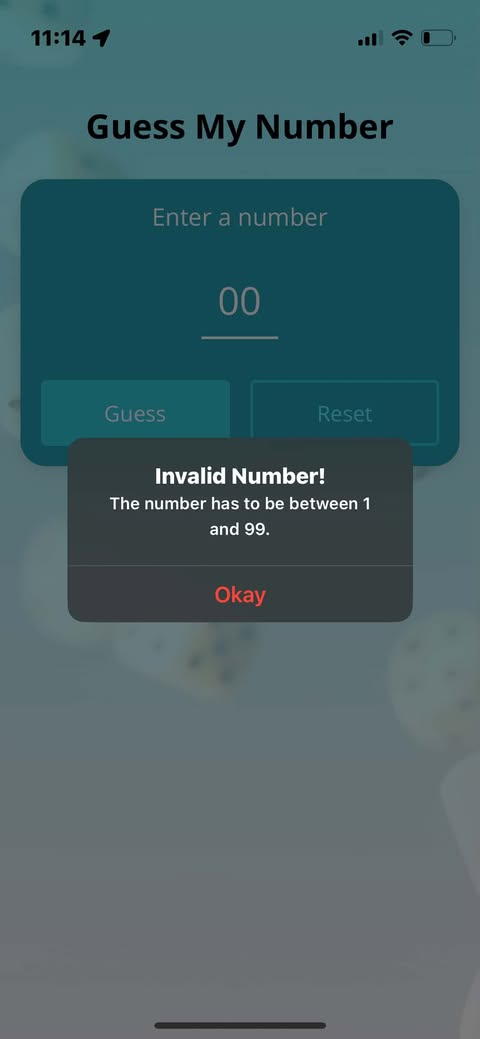 11:14
Guess My Number
Enter a number
00
Guess
Reset
Invalid Number!
The number has to be between 1
and 99.
Okay